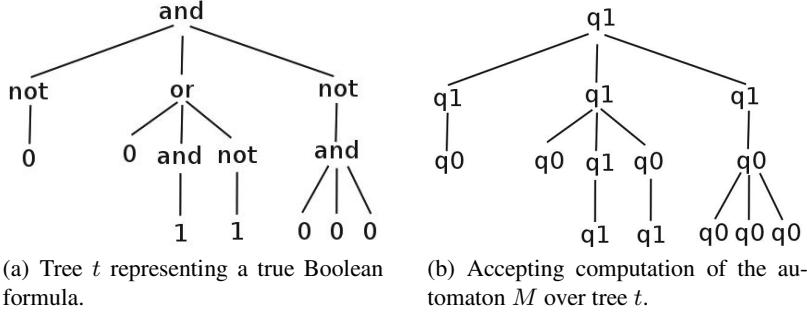 and
q1
not or not
q1 q1 q1
0 0 and not and
q0 q0 q1 q0 q0
1 1 0 0 0
q1 q1 q0 q0 q0
(a) Tree t representing a true Boolean
formula.
(b) Accepting computation of the au-
tomaton M over tree t.